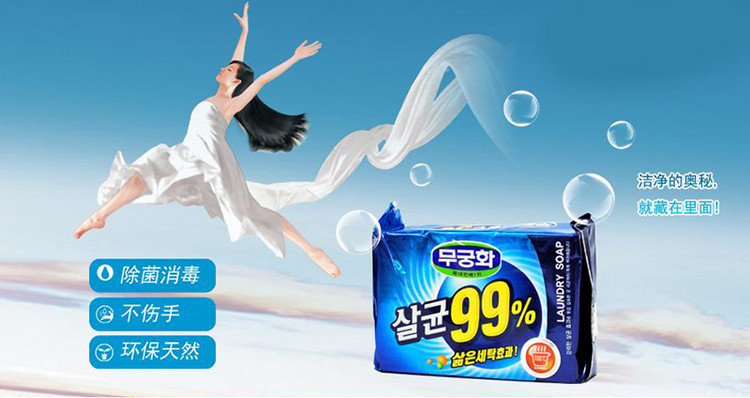 洁净的奥秘,
就藏在里面!
除菌消毒
不伤手
环保天然
무궁화
살균99%
삶은세탁효과!
LAUNDRY SOAP
100℃